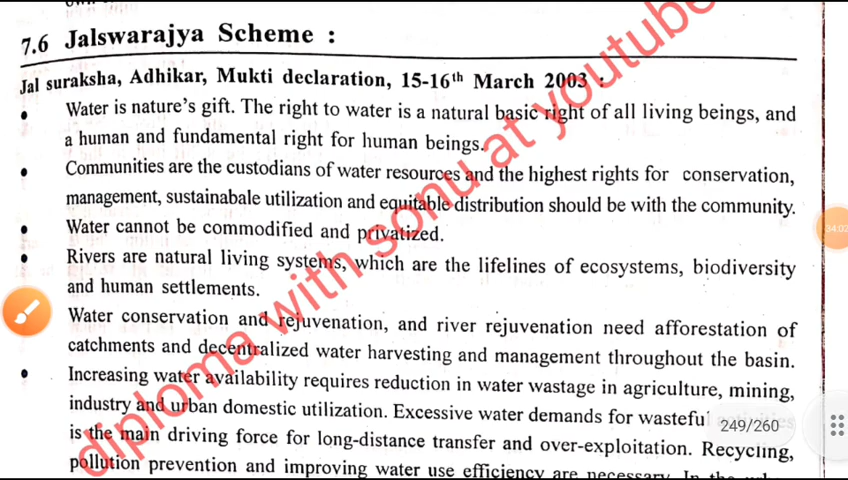 7.6 Jalswarajya Scheme :
Jal suraksha, Adhikar, Mukti declaration, 15-16th March 2003 :
• Water is nature's gift. The right to water is a natural basic right of all living beings, and
a human and fundamental right for human beings.
• Communities are the custodians of water resources and the highest rights for conservation,
management, sustainabale utilization and equitable distribution should be with the community.
• Water cannot be commodified and privatized.
• Rivers are natural living systems, which are the lifelines of ecosystems, biodiversity
and human settlements.
Water conservation and rejuvenation, and river rejuvenation need afforestation of
catchments and decentralized water harvesting and management throughout the basin.
• Increasing water availability requires reduction in water wastage in agriculture, mining,
industry and urban domestic utilization. Excessive water demands for wasteful
is the main driving force for long-distance transfer and over-exploitation. Recycling,
pollution prevention and improving water use efficiency are necessary. In the
diploma with sonu at youtube
34:03
249/260